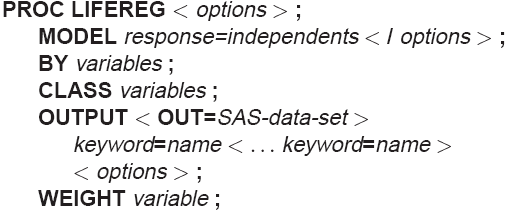 PROC LIFEREG < options > ;
MODEL response=independents < / options > ;
BY variables ;
CLASS variables ;
OUTPUT < OUT=SAS-data-set >
keyword=name < . . . keyword=name >
< options > ;
WEIGHT variable ;